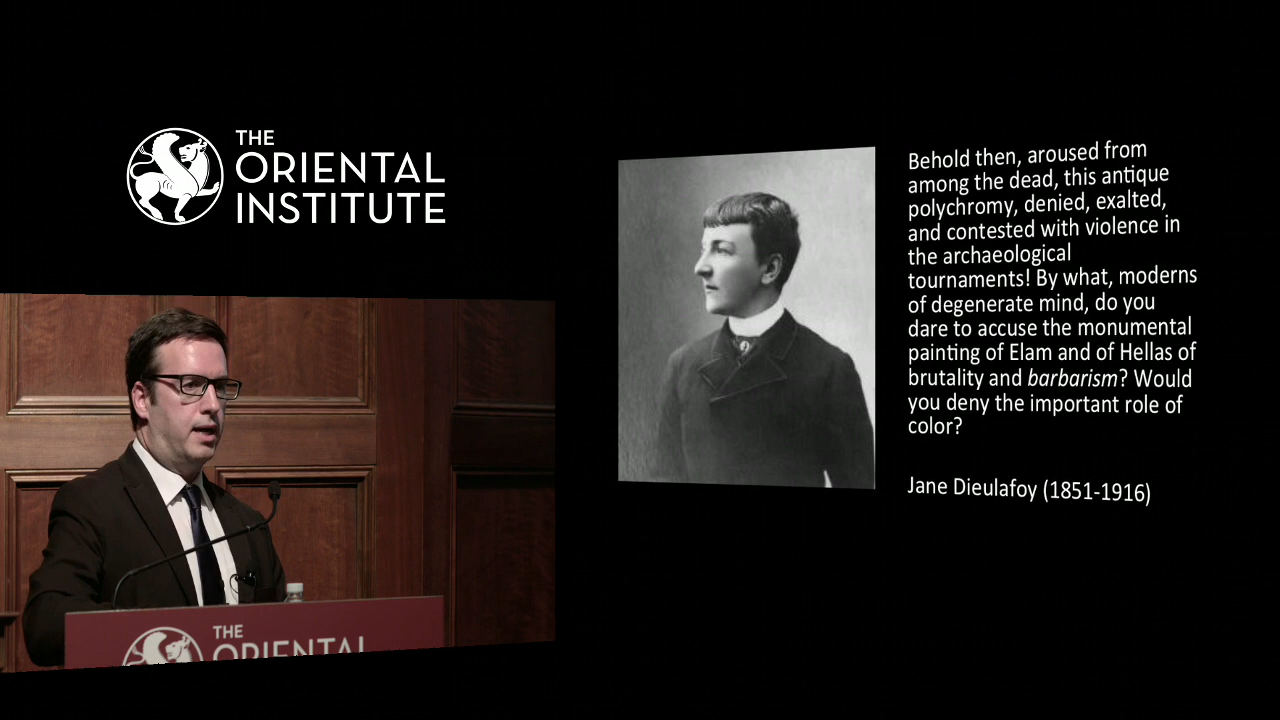 THE
ORIENTAL
INSTITUTE
Behold then, aroused from
among the dead, this antique
polychromy, denied, exalted,
and contested with violence in
the archaeological
tournaments! By what, moderns
of degenerate mind, do you
dare to accuse the monumental
painting of Elam and of Hellas of
brutality and barbarism? Would
you deny the important role of
color?
Jane Dieulafoy (1851-1916)
THE
ORIENTAL